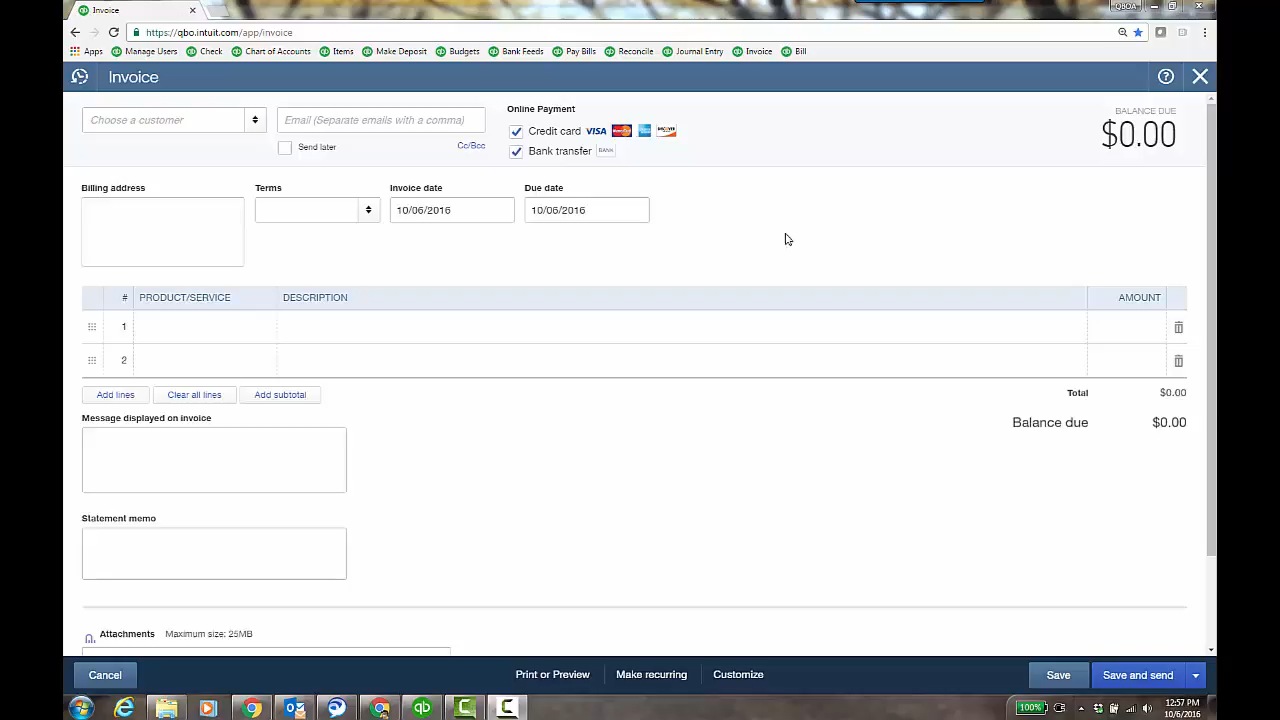 Invoice
QBOA
https://qbo.intuit.com/app/invoice
Apps Manage Users Check Chart of Accounts Items Make Deposit Budgets Bank Feeds Pay Bills Reconcile Journal Entry Invoice Bill
Invoice
Choose a customer
Email (Separate emails with a comma)
Send later
Cc/Bcc
Online Payment
Credit card VISA
Bank transfer BANK
BALANCE DUE
$0.00
Billing address
Terms
Invoice date
10/06/2016
Due date
10/06/2016
# PRODUCT/SERVICE DESCRIPTION AMOUNT
1
2
Add lines Clear all lines Add subtotal
Total $0.00
Balance due $0.00
Message displayed on invoice
Statement memo
Attachments Maximum size: 25MB
Cancel Print or Preview Make recurring Customize Save Save and send
100%
12:57 PM
10/6/2016